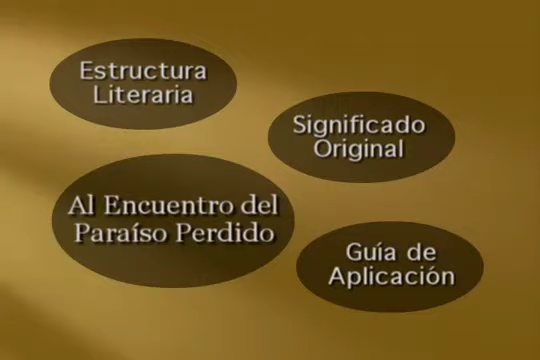 Estructura
Literaria
Significado
Original
Al Encuentro del
Paraíso Perdido
Guía de
Aplicación